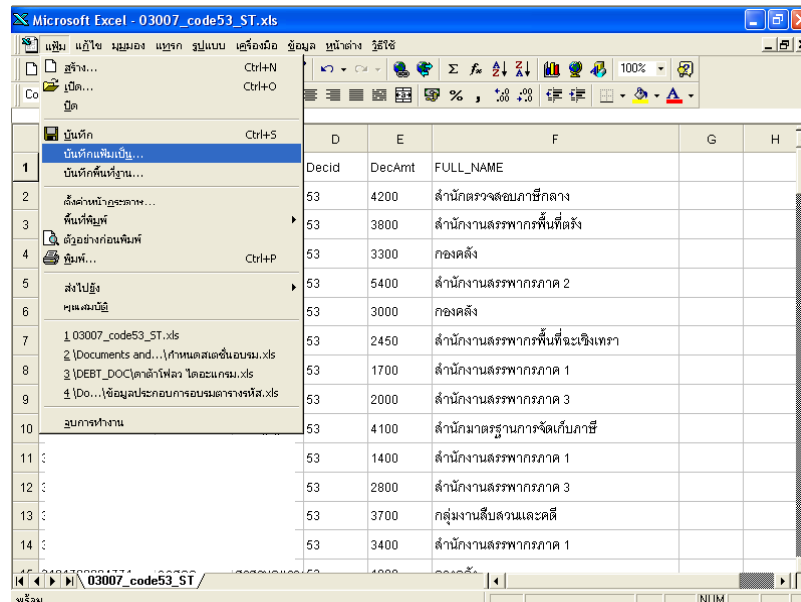 Microsoft Excel - 03007_code53_ST.xls
แฟ้ม แก้ไข มุมมอง แทรก รูปแบบ เครื่องมือ ข้อมูล หน้าต่าง วิธีใช้
100%
สร้าง... Ctrl+N
เปิด... Ctrl+O
ปิด
บันทึก Ctrl+S
บันทึกแฟ้มเป็น...
บันทึกพื้นที่งาน...
ตั้งค่าหน้ากระดาษ...
พื้นที่พิมพ์
ตัวอย่างก่อนพิมพ์
พิมพ์... Ctrl+P
ส่งไปยัง
คุณสมบัติ
1 03007_code53_ST.xls
2 \Documents and...\กำหนดสเตชั่นอบรม.xls
3 \DEBT_DOC\ดาต้าโฟลว ไดอะแกรม.xls
4 \Do...\ข้อมูลประกอบการอบรมตารางรหัส.xls
จบการทำงาน
D E F G H
1 Decid DecAmt FULL_NAME
2 53 4200 สำนักตรวจสอบภาษีกลาง
3 53 3800 สำนักงานสรรพากรพื้นที่ตรัง
4 53 3300 กองคลัง
5 53 5400 สำนักงานสรรพากรภาค 2
6 53 3000 กองคลัง
7 53 2450 สำนักงานสรรพากรพื้นที่ฉะเชิงเทรา
8 53 1700 สำนักงานสรรพากรภาค 1
9 53 2000 สำนักงานสรรพากรภาค 3
10 53 4100 สำนักมาตรฐานการจัดเก็บภาษี
11 3 53 1400 สำนักงานสรรพากรภาค 1
12 3 53 2800 สำนักงานสรรพากรภาค 3
13 3 53 3700 กลุ่มงานสืบสวนและคดี
14 3 53 3400 สำนักงานสรรพากรภาค 1
03007_code53_ST
พร้อม NUM